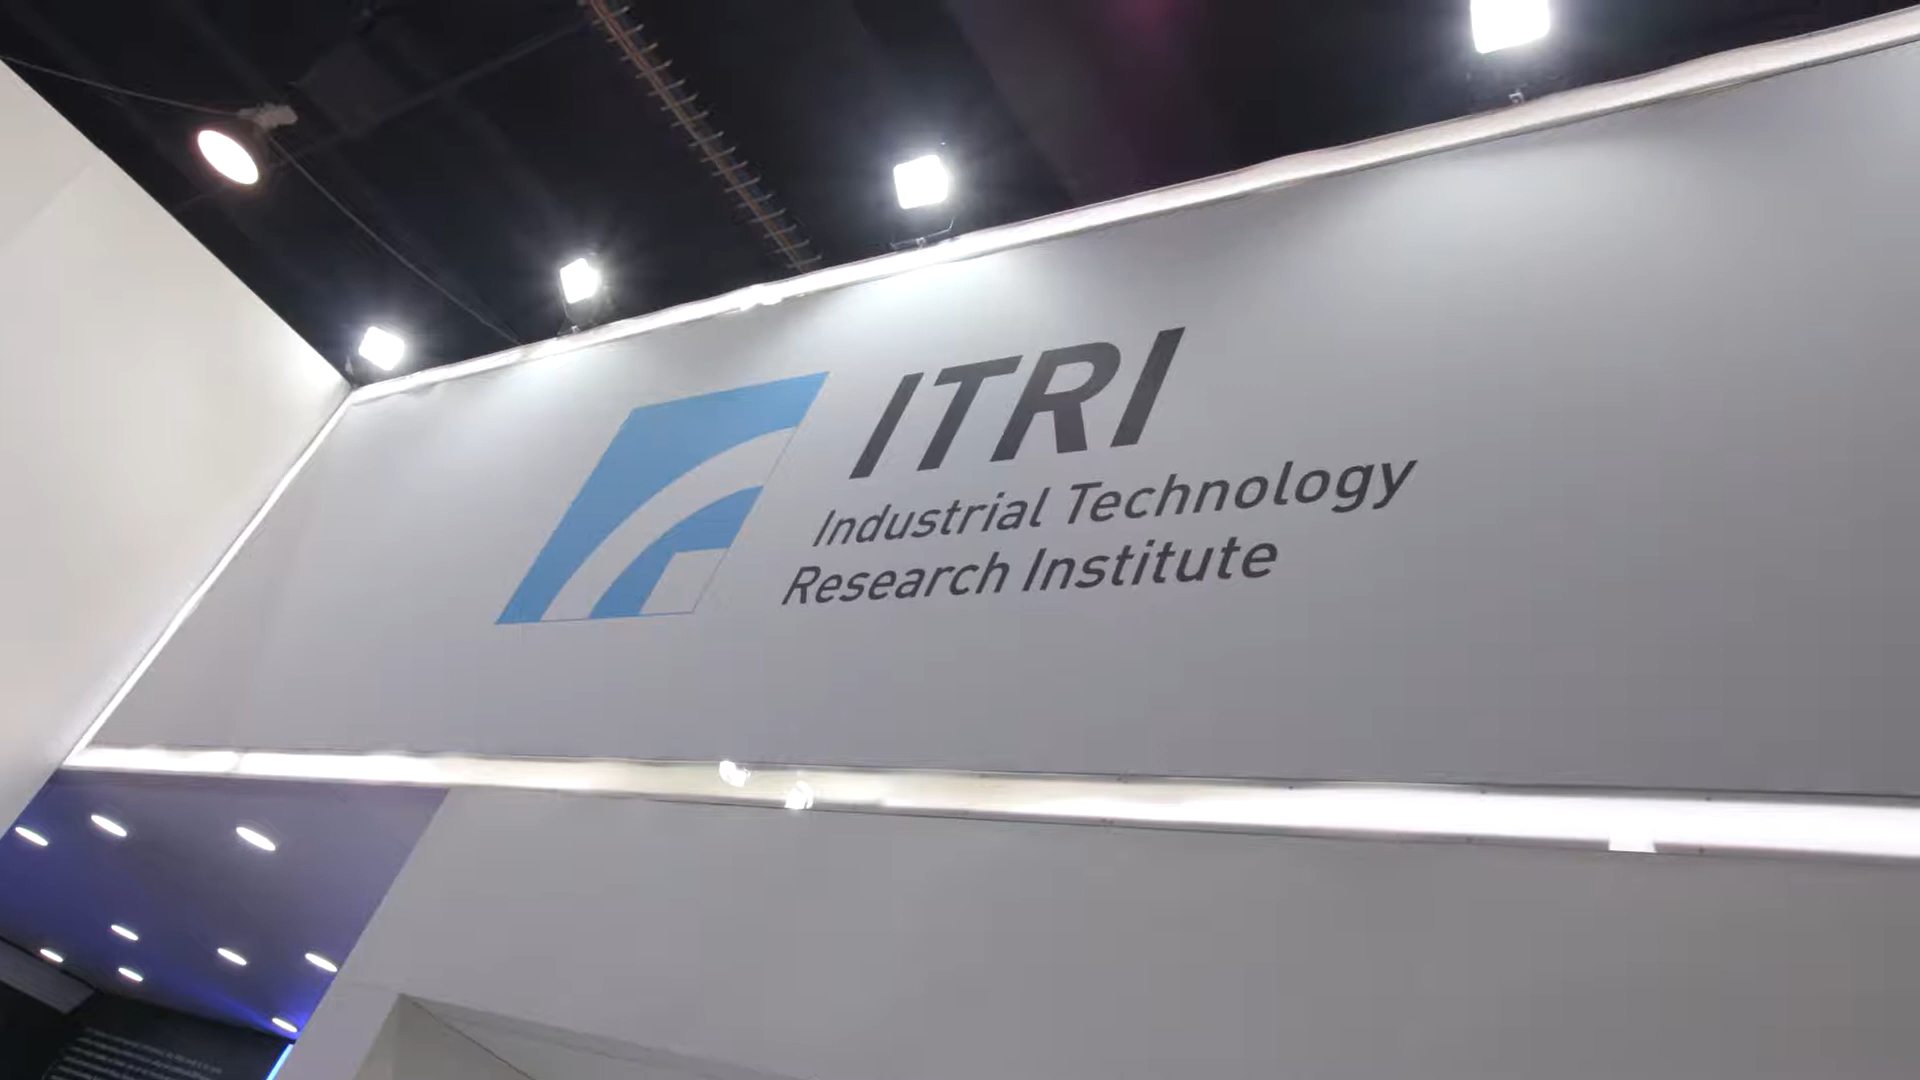 ITRI
Industrial Technology
Research Institute